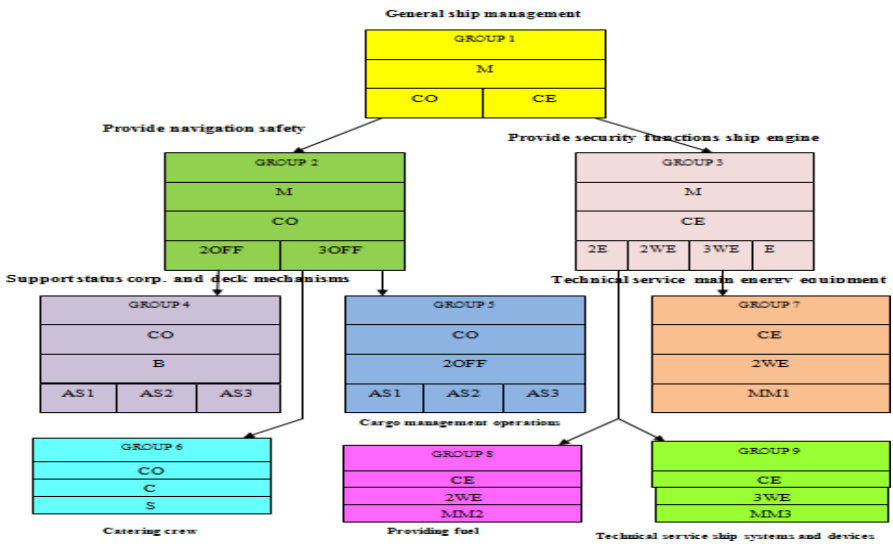 General ship management
GROUP 1
M
CO CE
Provide navigation safety
Provide security functions ship engine
GROUP 2
M
CO
2OFF 3OFF
GROUP 3
M
CE
2E 2WE 3WE E
Support status corp. and deck mechanisms
Technical service main energy equipment
GROUP 4
CO
B
AS1 AS2 AS3
GROUP 5
CO
2OFF
AS1 AS2 AS3
Cargo management operations
GROUP 7
CE
2WE
MM1
GROUP 6
CO
C
S
Catering crew
GROUP 8
CE
2WE
MM2
Providing fuel
GROUP 9
CE
3WE
MM3
Technical service ship systems and devices